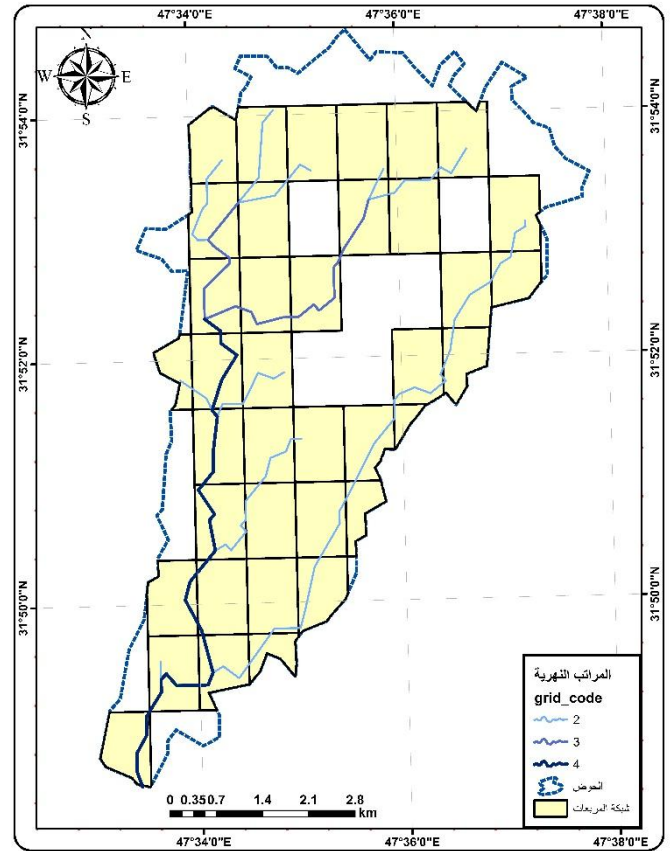 47°34'0"E 47°36'0"E 47°38'0"E
N
W E
S
31°54'0"N 31°54'0"N
31°52'0"N 31°52'0"N
31°50'0"N 31°50'0"N
المراتب النهرية
grid_code
2
3
4
الحوض
شبكة المربعات
0 0.35 0.7 1.4 2.1 2.8
km
47°34'0"E 47°36'0"E 47°38'0"E